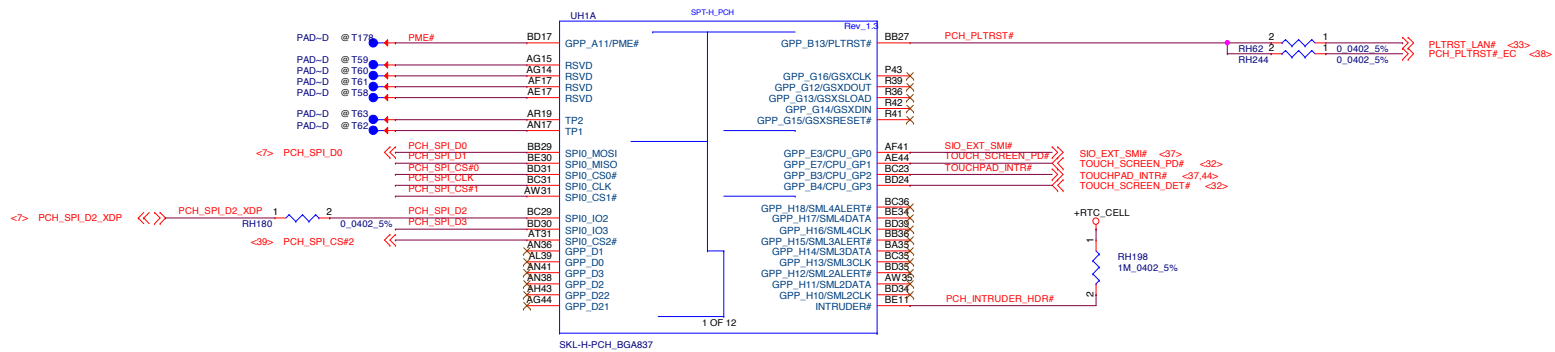 UH1A
SPT-H_PCH
Rev_1.3
PAD~D @ T178 PME# BD17 GPP_A11/PME#
PAD~D @ T59 AG15 RSVD
PAD~D @ T60 AG14 RSVD
PAD~D @ T61 AF17 RSVD
PAD~D @ T58 AE17 RSVD
PAD~D @ T63 AR19 TP2
PAD~D @ T62 AN17 TP1
<7> PCH_SPI_D0 PCH_SPI_D0 BB29 SPI0_MOSI
PCH_SPI_D1 BE30 SPI0_MISO
PCH_SPI_CS#0 BD31 SPI0_CS0#
PCH_SPI_CLK BC31 SPI0_CLK
PCH_SPI_CS#1 AW31 SPI0_CS1#
<7> PCH_SPI_D2_XDP PCH_SPI_D2_XDP 1 2 PCH_SPI_D2 BC29 SPI0_IO2
RH180 0_0402_5% PCH_SPI_D3 BD30 SPI0_IO3
<39> PCH_SPI_CS#2 AT31 SPI0_CS2#
AN36 GPP_D1
AL39 GPP_D0
AN41 GPP_D3
AN38 GPP_D2
AH43 GPP_D22
AG44 GPP_D21
GPP_B13/PLTRST# BB27 PCH_PLTRST# 2 1 PLTRST_LAN# <33>
RH62 2 1 0_0402_5% PCH_PLTRST#_EC <38>
RH244 0_0402_5%
GPP_G16/GSXCLK P43
GPP_G12/GSXDOUT R39
GPP_G13/GSXSLOAD R36
GPP_G14/GSXDIN R42
GPP_G15/GSXSRESET# R41
GPP_E3/CPU_GP0 AF41 SIO_EXT_SMI# SIO_EXT_SMI# <37>
GPP_E7/CPU_GP1 AE44 TOUCH_SCREEN_PD# TOUCH_SCREEN_PD# <32>
GPP_B3/CPU_GP2 BC23 TOUCHPAD_INTR# TOUCHPAD_INTR# <37,44>
GPP_B4/CPU_GP3 BD24 TOUCH_SCREEN_DET# <32>
GPP_H18/SML4ALERT# BC36
GPP_H17/SML4DATA BE34
GPP_H16/SML4CLK BD39
GPP_H15/SML3ALERT# BB36
GPP_H14/SML3DATA BA35
GPP_H13/SML3CLK BC35
GPP_H12/SML2ALERT# BD35
GPP_H11/SML2DATA AW35
GPP_H10/SML2CLK BD34
INTRUDER# BE11 PCH_INTRUDER_HDR#
+RTC_CELL
1
RH198
1M_0402_5%
2
1 OF 12
SKL-H-PCH_BGA837